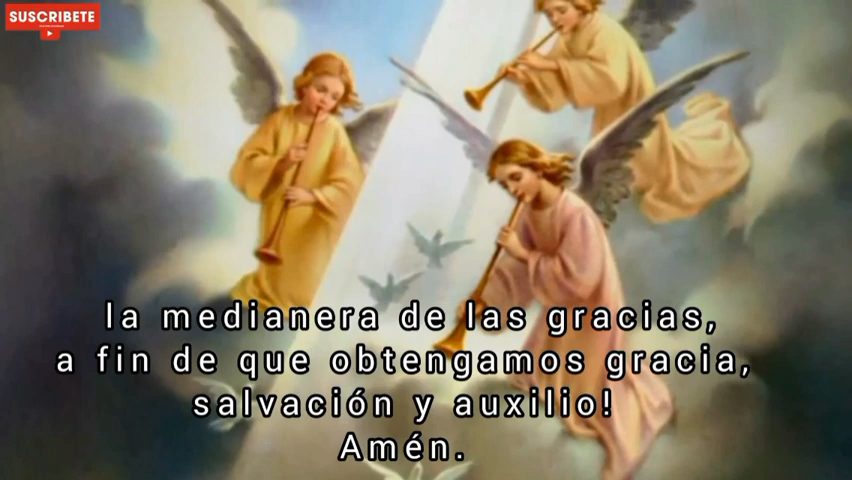 SUSCRIBETE
la medianera de las gracias,
a fin de que obtengamos gracia,
salvación y auxilio!
Amén.